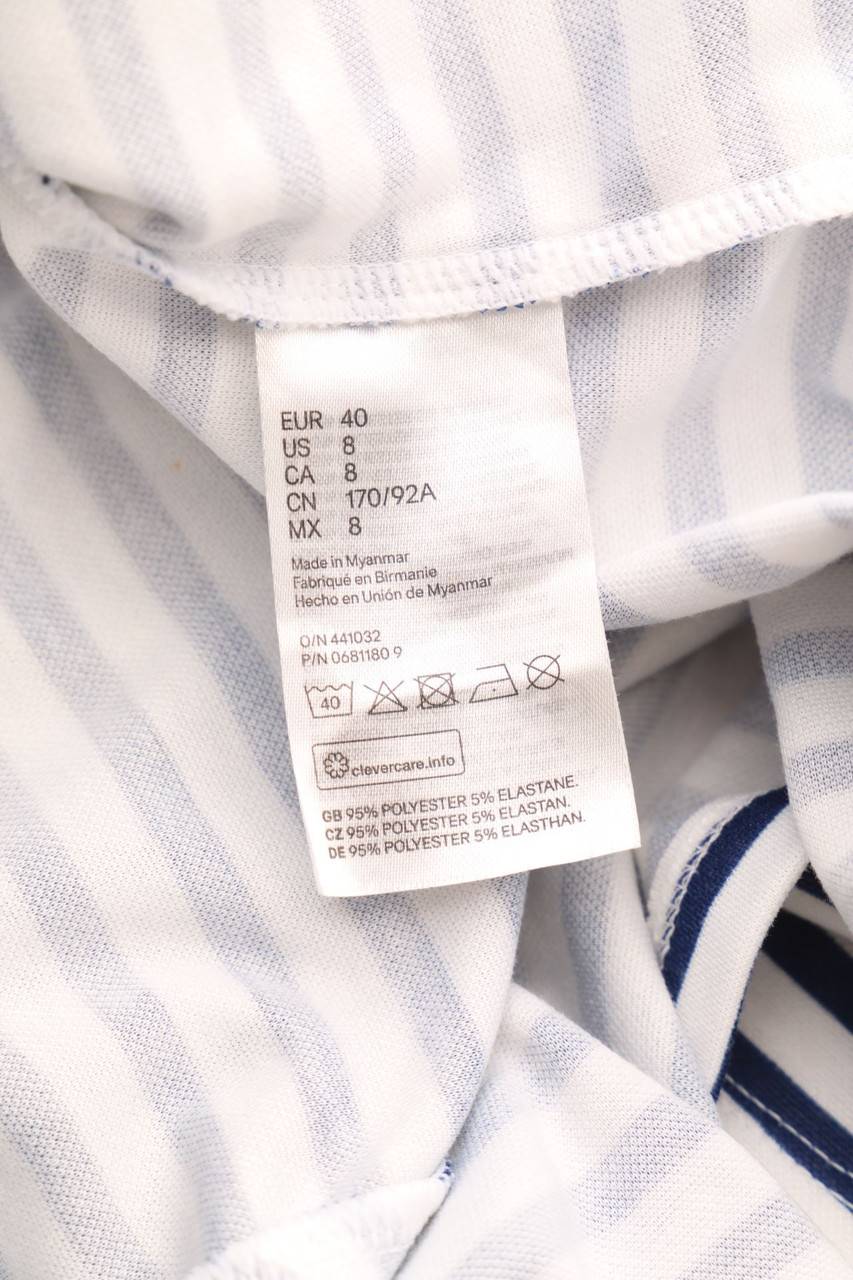 EUR 40
US 8
CA 8
CN 170/92A
MX 8
Made in Myanmar
Fabriqué en Birmanie
Hecho en Unión de Myanmar
O/N 441032
P/N 0681180 9
40
clevercare.info
GB 95% POLYESTER 5% ELASTANE.
CZ 95% POLYESTER 5% ELASTAN.
DE 95% POLYESTER 5% ELASTHAN.